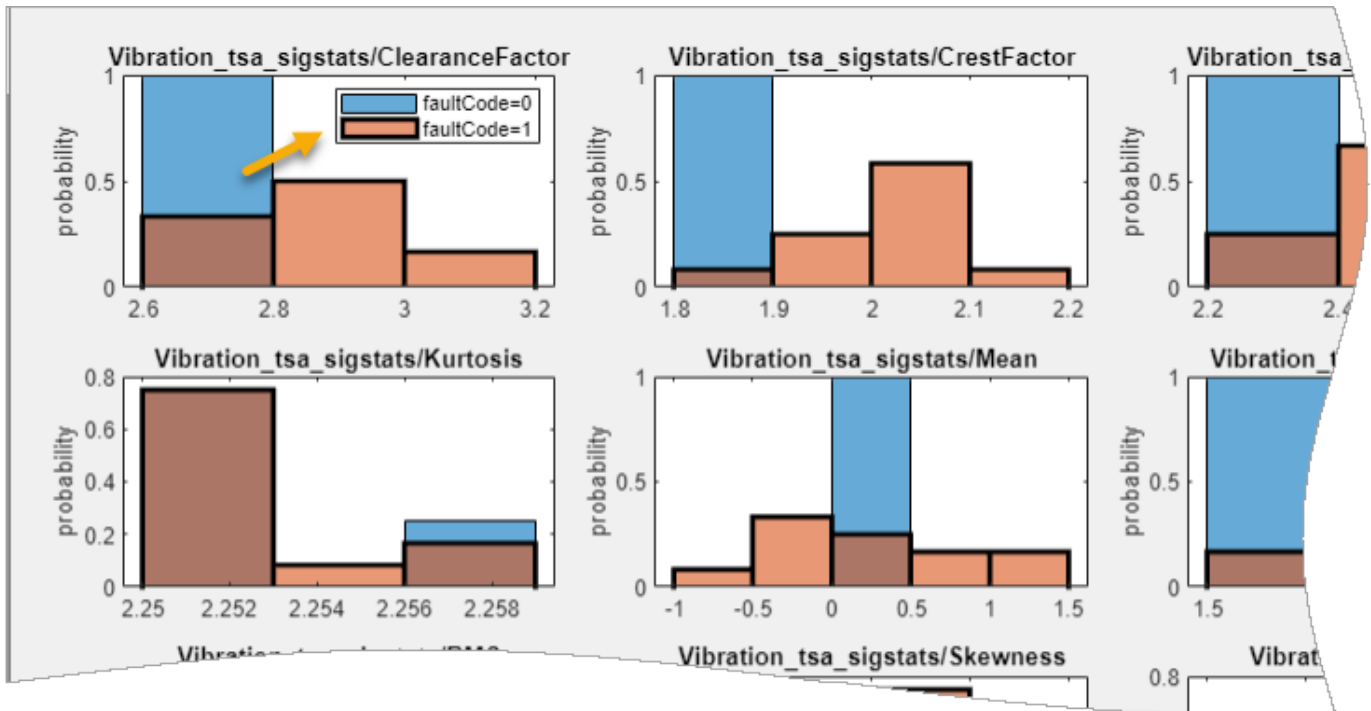 Vibration_tsa_sigstats/ClearanceFactor
probability
1
0.5
0
2.6 2.8 3 3.2
faultCode=0
faultCode=1
Vibration_tsa_sigstats/CrestFactor
probability
1
0.5
0
1.8 1.9 2 2.1 2.2
Vibration_tsa_
probability
1
0.5
0
2.2 2.4
Vibration_tsa_sigstats/Kurtosis
probability
0.8
0.6
0.4
0.2
0
2.25 2.252 2.254 2.256 2.258
Vibration_tsa_sigstats/Mean
probability
1
0.5
0
-1 -0.5 0 0.5 1 1.5
Vibration_t
probability
1
0.5
0
1.5
Vibration_tsa_sigstats/Skewness
Vibrat
0.8